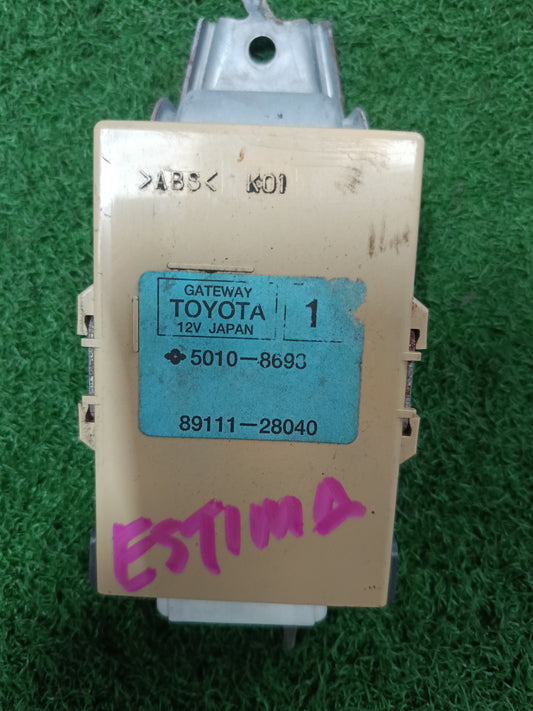 >ABS< K01
GATEWAY
TOYOTA 1
12V JAPAN
5010-8693
89111-28040
ESTIMA